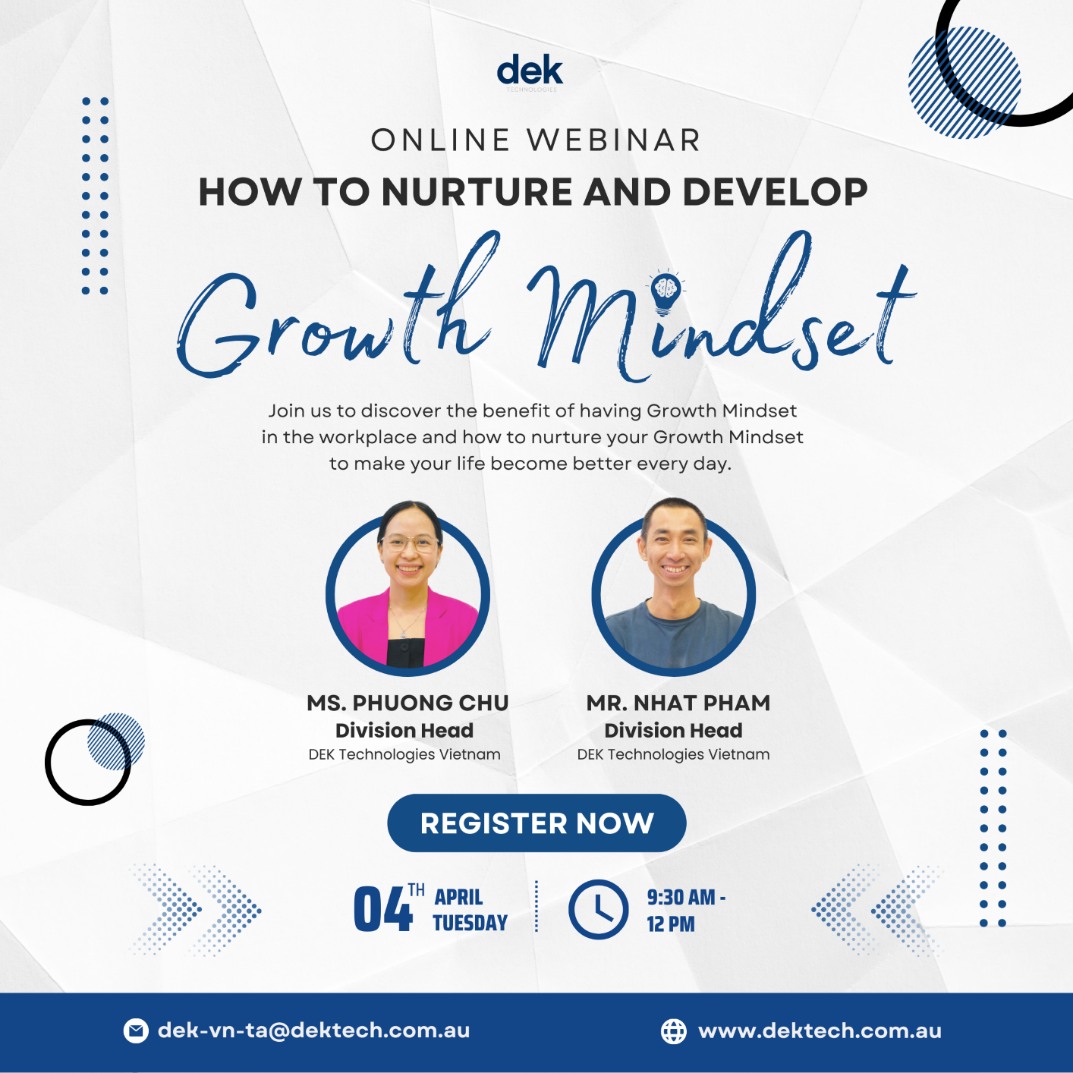 dek
TECHNOLOGIES
ONLINE WEBINAR
HOW TO NURTURE AND DEVELOP
Growth Mindset
Join us to discover the benefit of having Growth Mindset
in the workplace and how to nurture your Growth Mindset
to make your life become better every day.
MS. PHUONG CHU
Division Head
DEK Technologies Vietnam
MR. NHAT PHAM
Division Head
DEK Technologies Vietnam
REGISTER NOW
04TH APRIL
TUESDAY
9:30 AM -
12 PM
dek-vn-ta@dektech.com.au
www.dektech.com.au